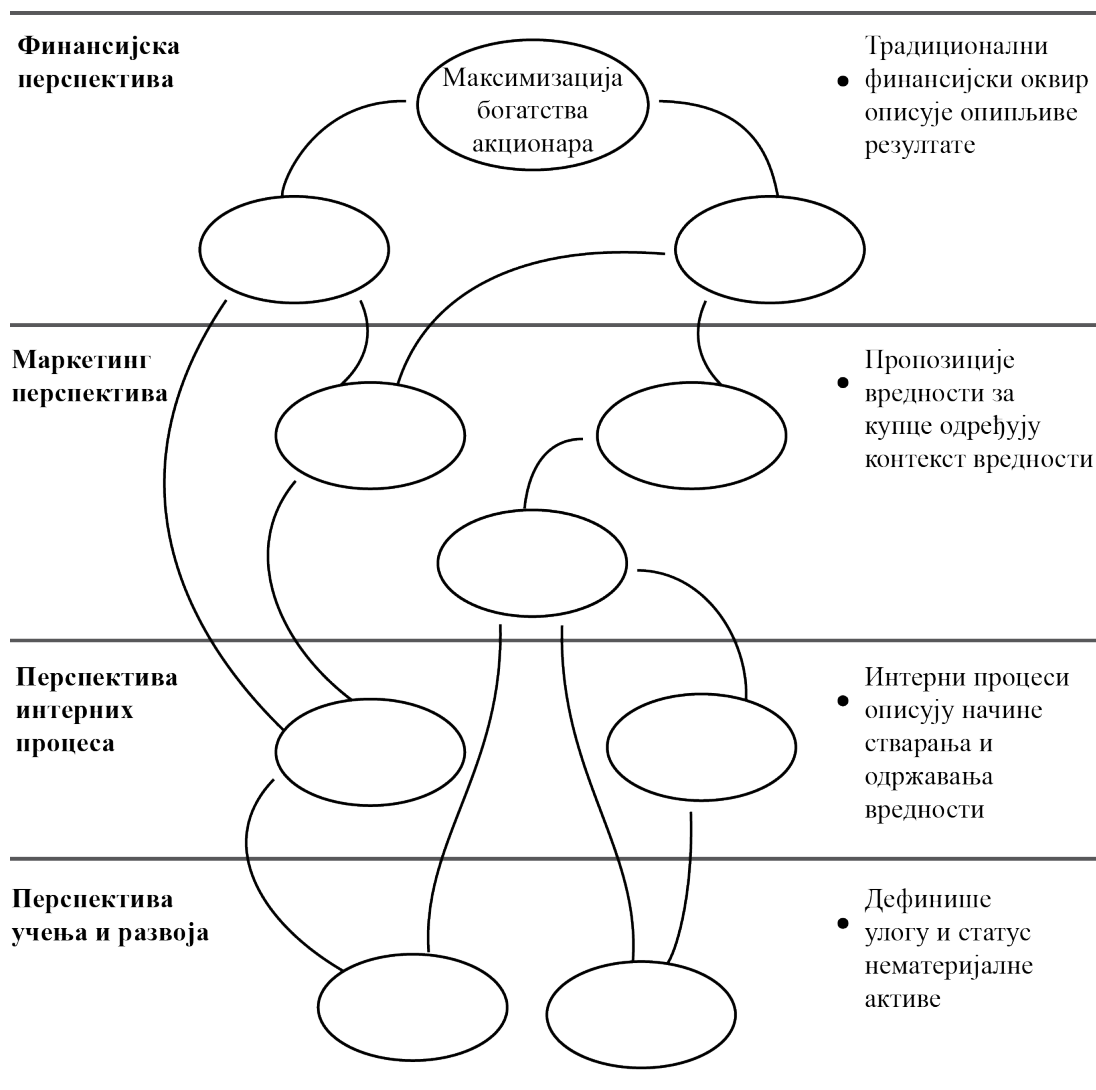 Финансијска
перспектива
Максимизација
богатства
акционара
Традиционални
• финансијски оквир
описује опипљиве
резултате
Маркетинг
перспектива
Пропозиције
• вредности за
купце одређују
контекст вредности
Перспектива
интерних
процеса
Интерни процеси
• описују начине
стварања и
одржавања
вредности
Перспектива
учења и развоја
Дефинише
• улогу и статус
нематеријалне
активе